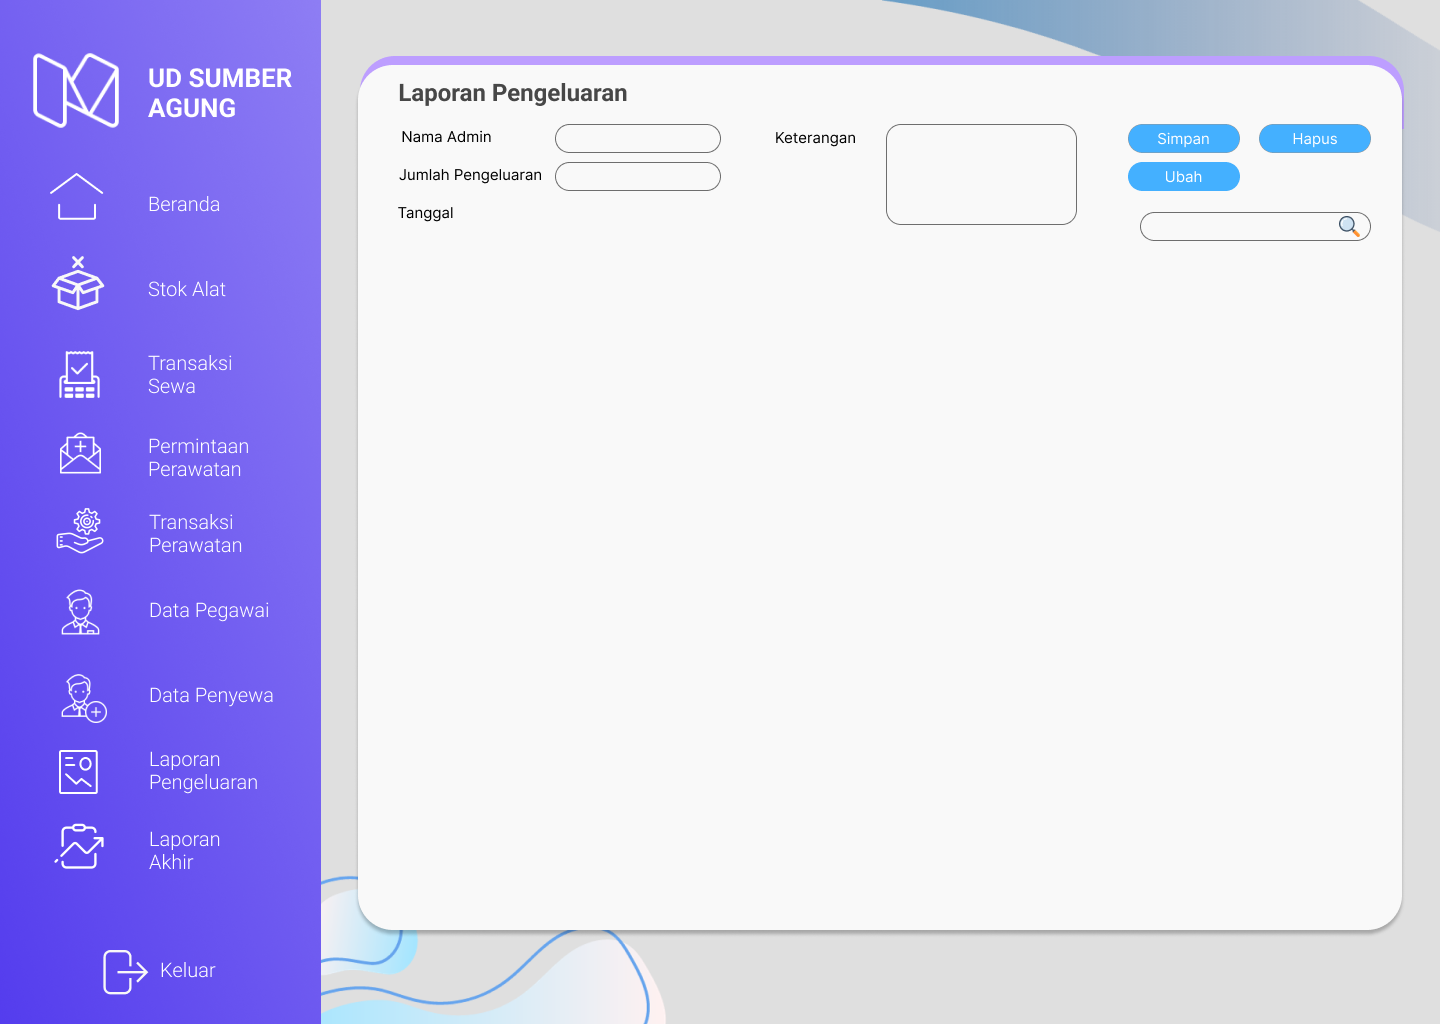 UD SUMBER
AGUNG
Beranda
Stok Alat
Transaksi
Sewa
Permintaan
Perawatan
Transaksi
Perawatan
Data Pegawai
Data Penyewa
Laporan
Pengeluaran
Laporan
Akhir
Keluar
Laporan Pengeluaran
Nama Admin
Jumlah Pengeluaran
Tanggal
Keterangan
Simpan
Hapus
Ubah